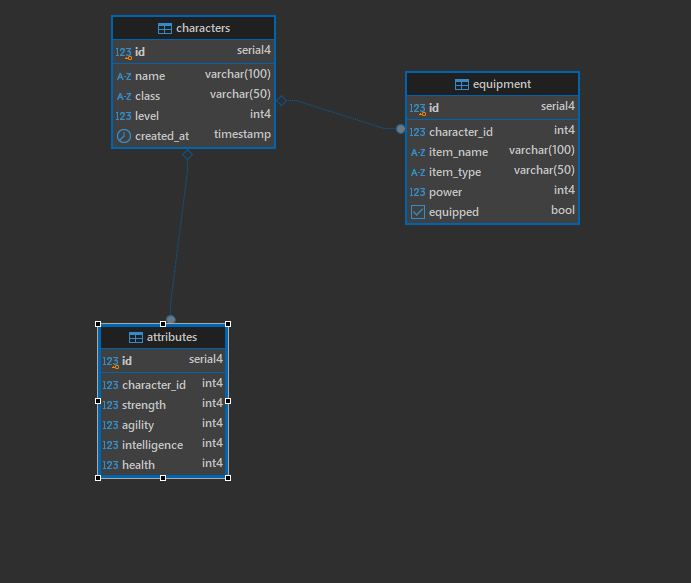 characters
123 id serial4
A-Z name varchar(100)
A-Z class varchar(50)
123 level int4
created_at timestamp
equipment
123 id serial4
123 character_id int4
A-Z item_name varchar(100)
A-Z item_type varchar(50)
123 power int4
equipped bool
attributes
123 id serial4
123 character_id int4
123 strength int4
123 agility int4
123 intelligence int4
123 health int4